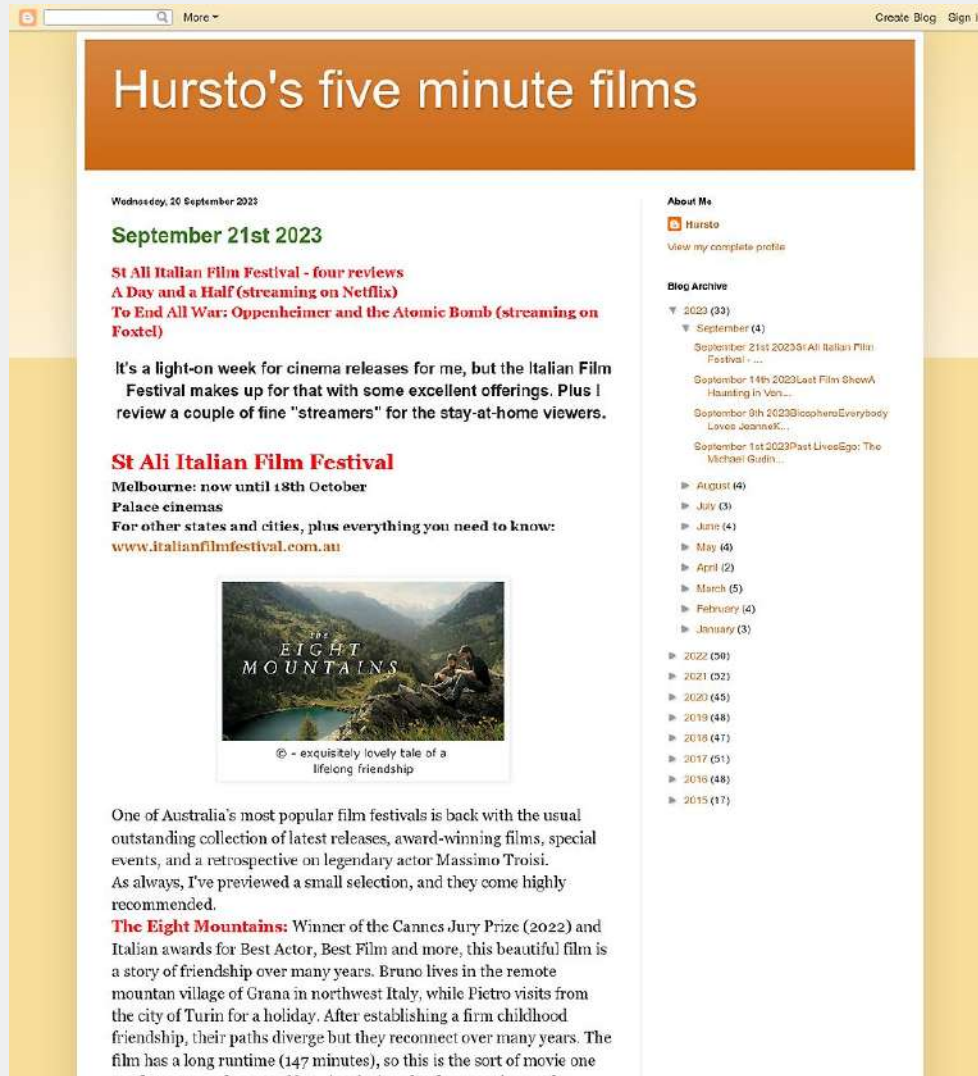 More
Create Blog Sign i
Hursto's five minute films
Wednesday, 20 September 2023
September 21st 2023
St Ali Italian Film Festival - four reviews
A Day and a Half (streaming on Netflix)
To End All War: Oppenheimer and the Atomic Bomb (streaming on
Foxtel)
It's a light-on week for cinema releases for me, but the Italian Film
Festival makes up for that with some excellent offerings. Plus I
review a couple of fine "streamers" for the stay-at-home viewers.
St Ali Italian Film Festival
Melbourne: now until 18th October
Palace cinemas
For other states and cities, plus everything you need to know:
www.italianfilmfestival.com.au
the
EIGHT
MOUNTAINS
© - exquisitely lovely tale of a
lifelong friendship
One of Australia's most popular film festivals is back with the usual
outstanding collection of latest releases, award-winning films, special
events, and a retrospective on legendary actor Massimo Troisi.
As always, I've previewed a small selection, and they come highly
recommended.
The Eight Mountains: Winner of the Cannes Jury Prize (2022) and
Italian awards for Best Actor, Best Film and more, this beautiful film is
a story of friendship over many years. Bruno lives in the remote
mountan village of Grana in northwest Italy, while Pietro visits from
the city of Turin for a holiday. After establishing a firm childhood
friendship, their paths diverge but they reconnect over many years. The
film has a long runtime (147 minutes), so this is the sort of movie one
About Me
Hursto
View my complete profile
Blog Archive
▼ 2023 (33)
▼ September (4)
September 21st 2023St Ali Italian Film
Festival - ...
September 14th 2023Last Film ShowA
Haunting in Ven...
September 8th 2023BiosphereEverybody
Loves JeanneK...
September 1st 2023Past LivesEgo: The
Michael Gudin...
► August (4)
► July (3)
► June (4)
► May (4)
► April (2)
► March (5)
► February (4)
► January (3)
► 2022 (50)
► 2021 (52)
► 2020 (45)
► 2019 (48)
► 2018 (47)
► 2017 (51)
► 2016 (48)
► 2015 (17)